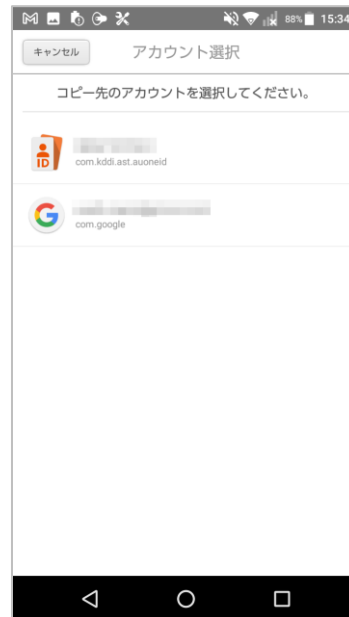 88% 15:34
キャンセル アカウント選択
コピー先のアカウントを選択してください。
ID
com.kddi.ast.auoneid
com.google